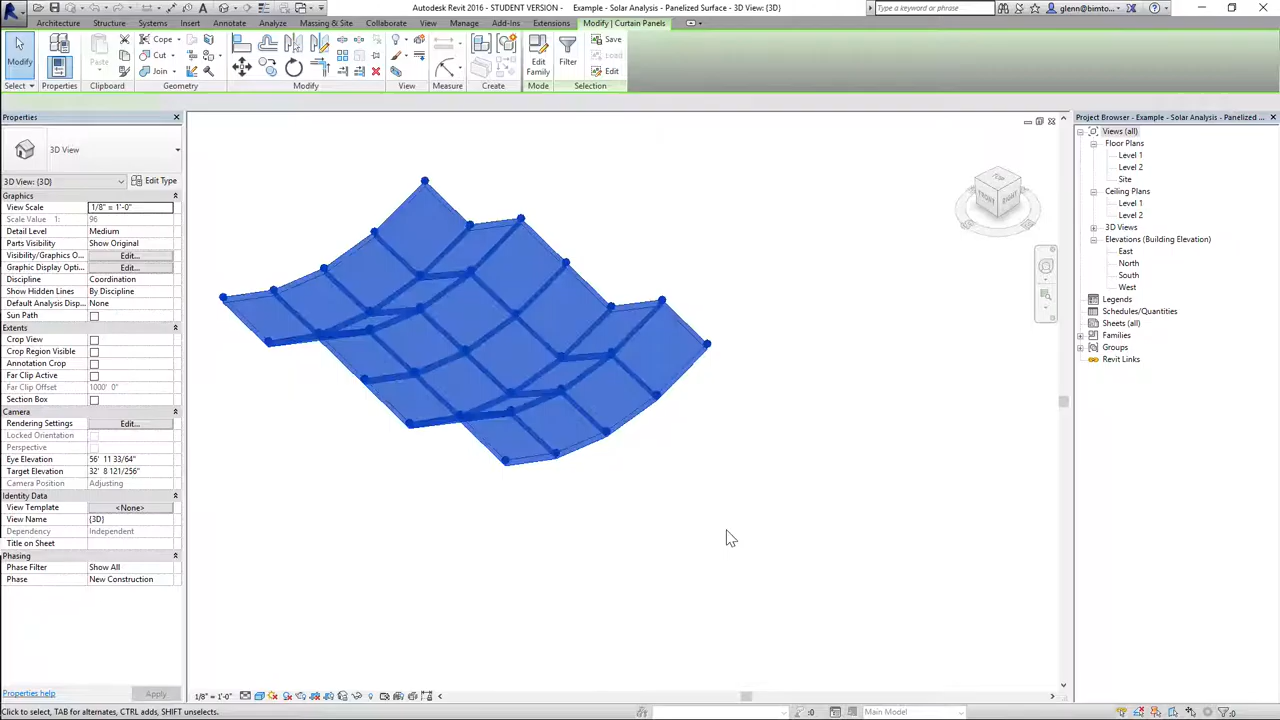 Autodesk Revit 2016 - STUDENT VERSION - Example - Solar Analysis - Panelized Surface - 3D View: {3D}
Type a keyword or phrase
glenn@bimto...
Architecture Structure Systems Insert Annotate Analyze Massing & Site Collaborate View Manage Add-Ins Extensions Modify | Curtain Panels
Modify
Paste
Cope
Cut
Join
Edit Family
Filter
Save
Load
Edit
Select Properties Clipboard Geometry Modify View Measure Create Mode Selection
Properties
3D View
3D View: {3D} Edit Type
Graphics
View Scale 1/8" = 1'-0"
Scale Value 1: 96
Detail Level Medium
Parts Visibility Show Original
Visibility/Graphics O... Edit...
Graphic Display Opti... Edit...
Discipline Coordination
Show Hidden Lines By Discipline
Default Analysis Disp... None
Sun Path
Extents
Crop View
Crop Region Visible
Annotation Crop
Far Clip Active
Far Clip Offset 1000' 0"
Section Box
Camera
Rendering Settings Edit...
Locked Orientation
Perspective
Eye Elevation 56' 11 33/64"
Target Elevation 32' 8 121/256"
Camera Position Adjusting
Identity Data
View Template <None>
View Name {3D}
Dependency Independent
Title on Sheet
Phasing
Phase Filter Show All
Phase New Construction
Properties help Apply
TOP
FRONT
RIGHT
Project Browser - Example - Solar Analysis - Panelized ...
Views (all)
Floor Plans
Level 1
Level 2
Site
Ceiling Plans
Level 1
Level 2
3D Views
Elevations (Building Elevation)
East
North
South
West
Legends
Schedules/Quantities
Sheets (all)
Families
Groups
Revit Links
1/8" = 1'-0"
Click to select, TAB for alternates, CTRL adds, SHIFT unselects.
:0
Main Model
:0